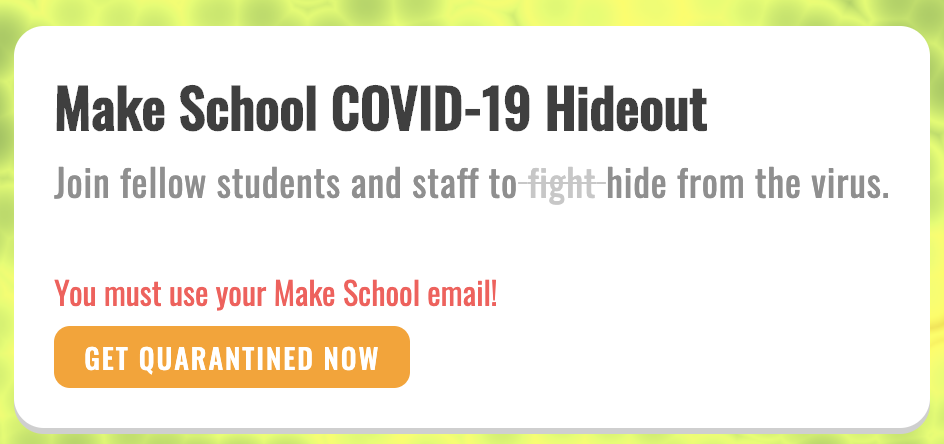 Make School COVID-19 Hideout
Join fellow students and staff to fight hide from the virus.
You must use your Make School email!
GET QUARANTINED NOW